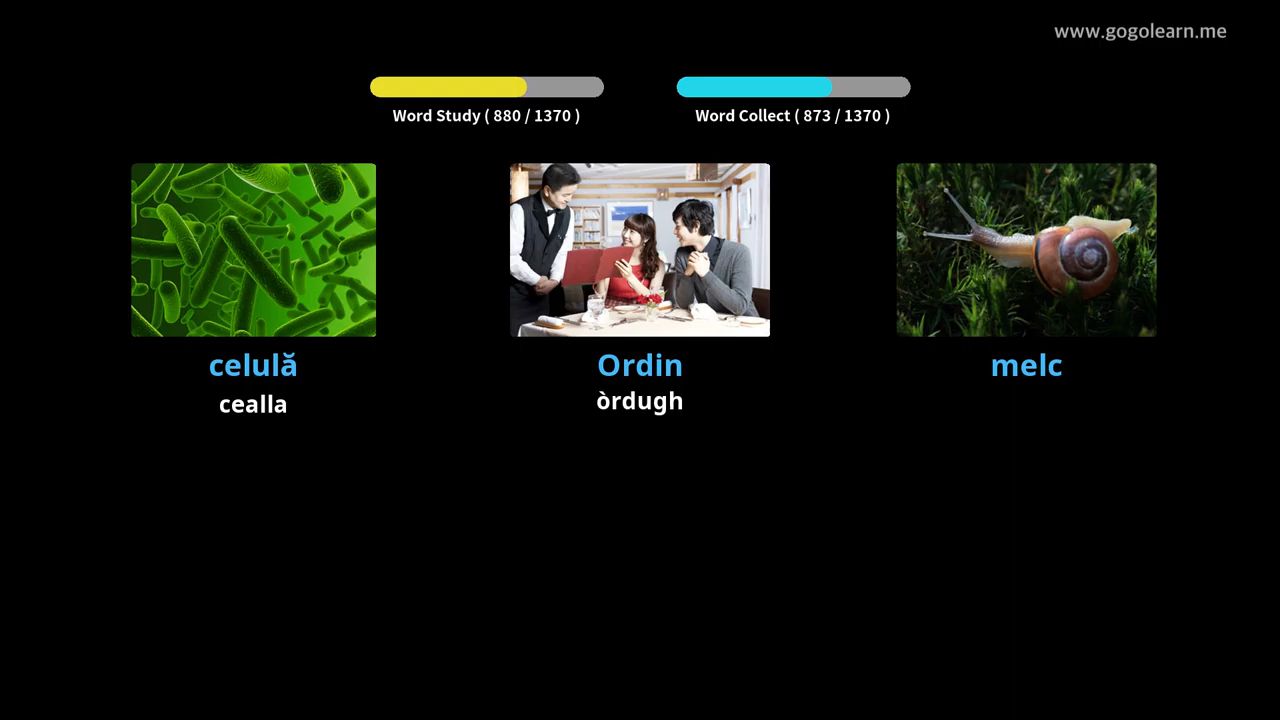 www.gogolearn.me
Word Study ( 880 / 1370 )
Word Collect ( 873 / 1370 )
celulă
Ordin
melc
cealla
òrdugh